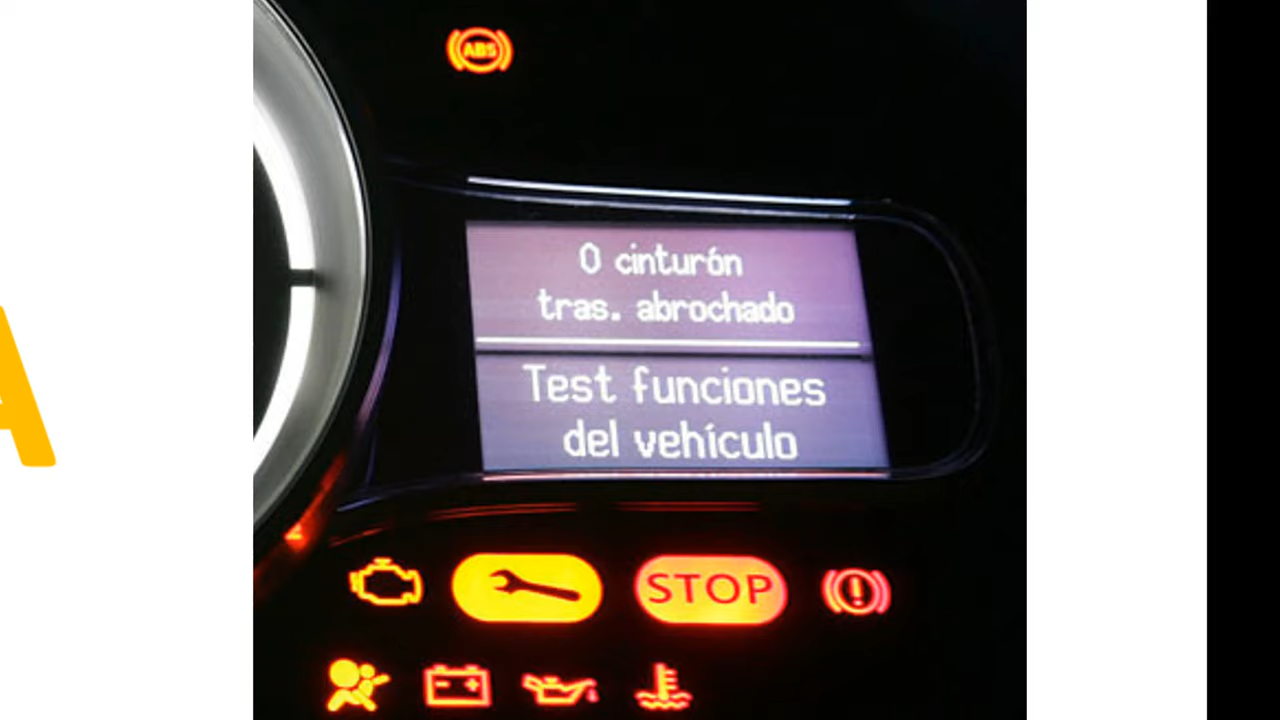 A
ABS
0 cinturón
tras. abrochado
Test funciones
del vehículo
STOP